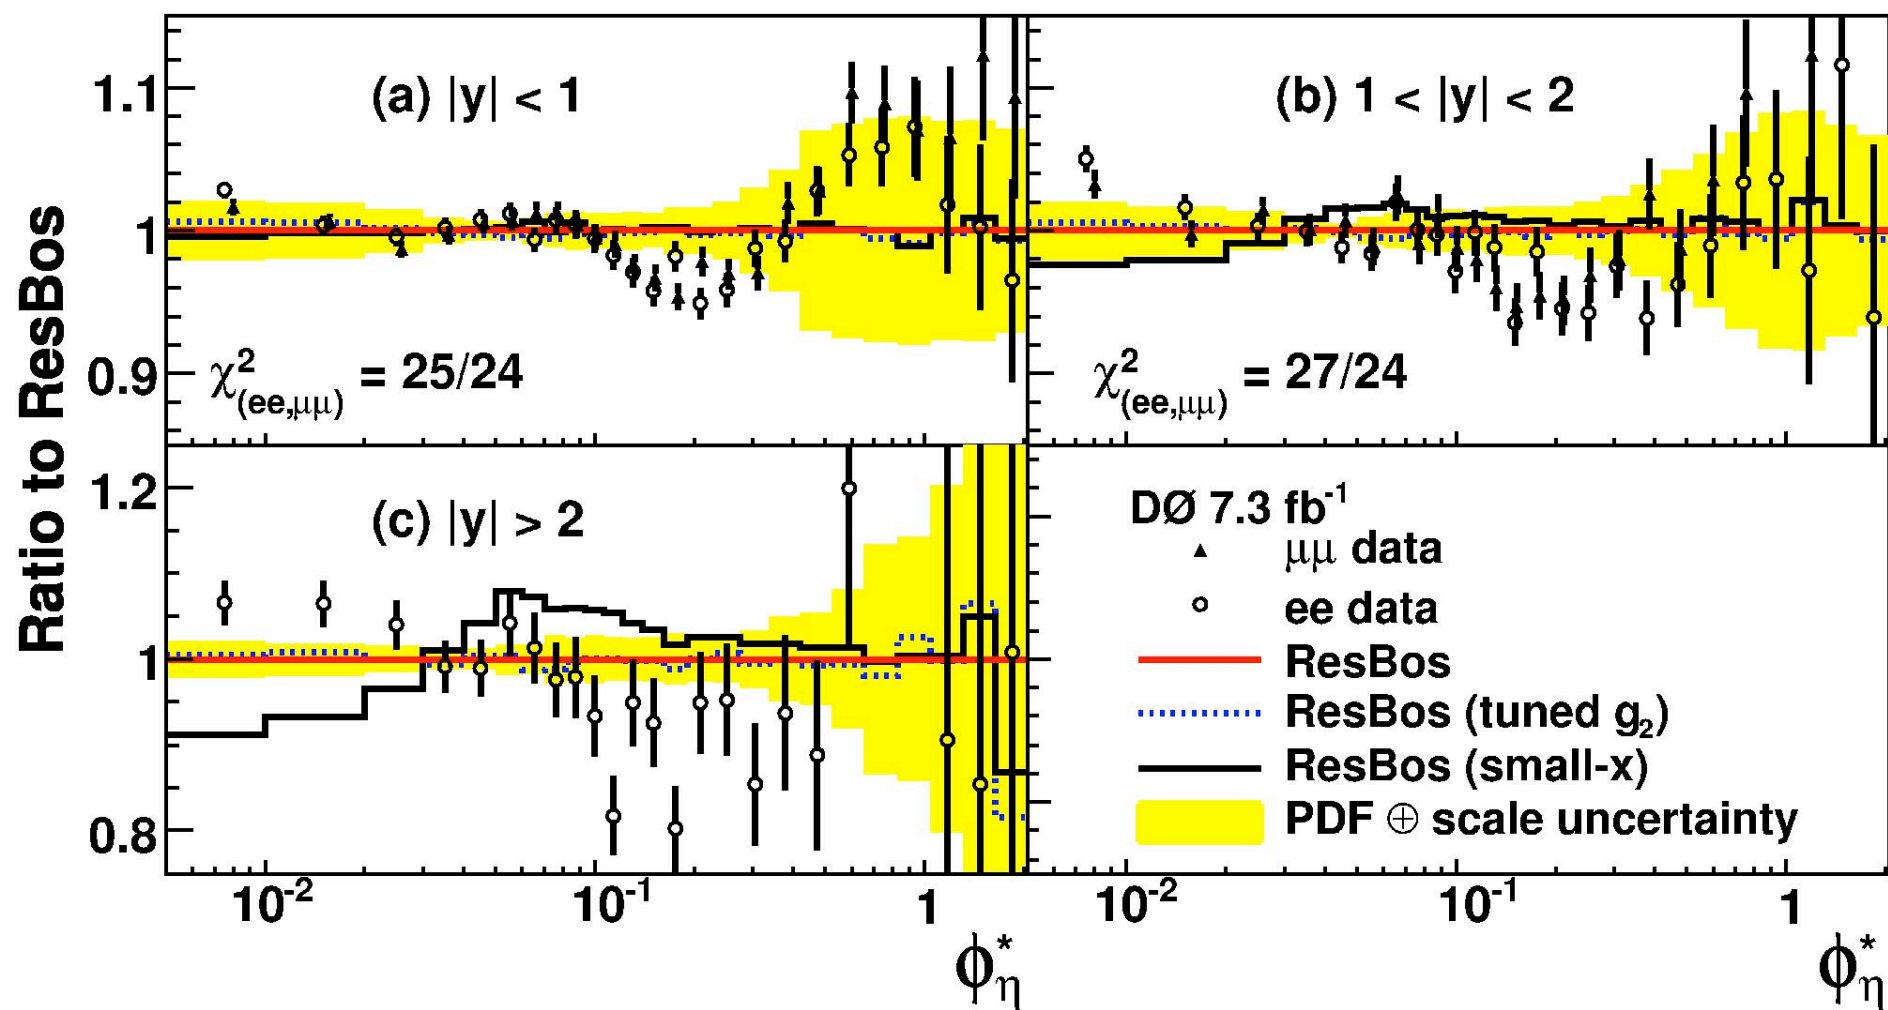 Ratio to ResBos
(a) |y| < 1
1.1
1
0.9
χ²(ee,μμ) = 25/24
(b) 1 < |y| < 2
χ²(ee,μμ) = 27/24
(c) |y| > 2
1.2
1
0.8
DØ 7.3 fb⁻¹
μμ data
ee data
ResBos
ResBos (tuned g₂)
ResBos (small-x)
PDF ⊕ scale uncertainty
10⁻² 10⁻¹ 1
10⁻² 10⁻¹ 1
ϕ*η
ϕ*η